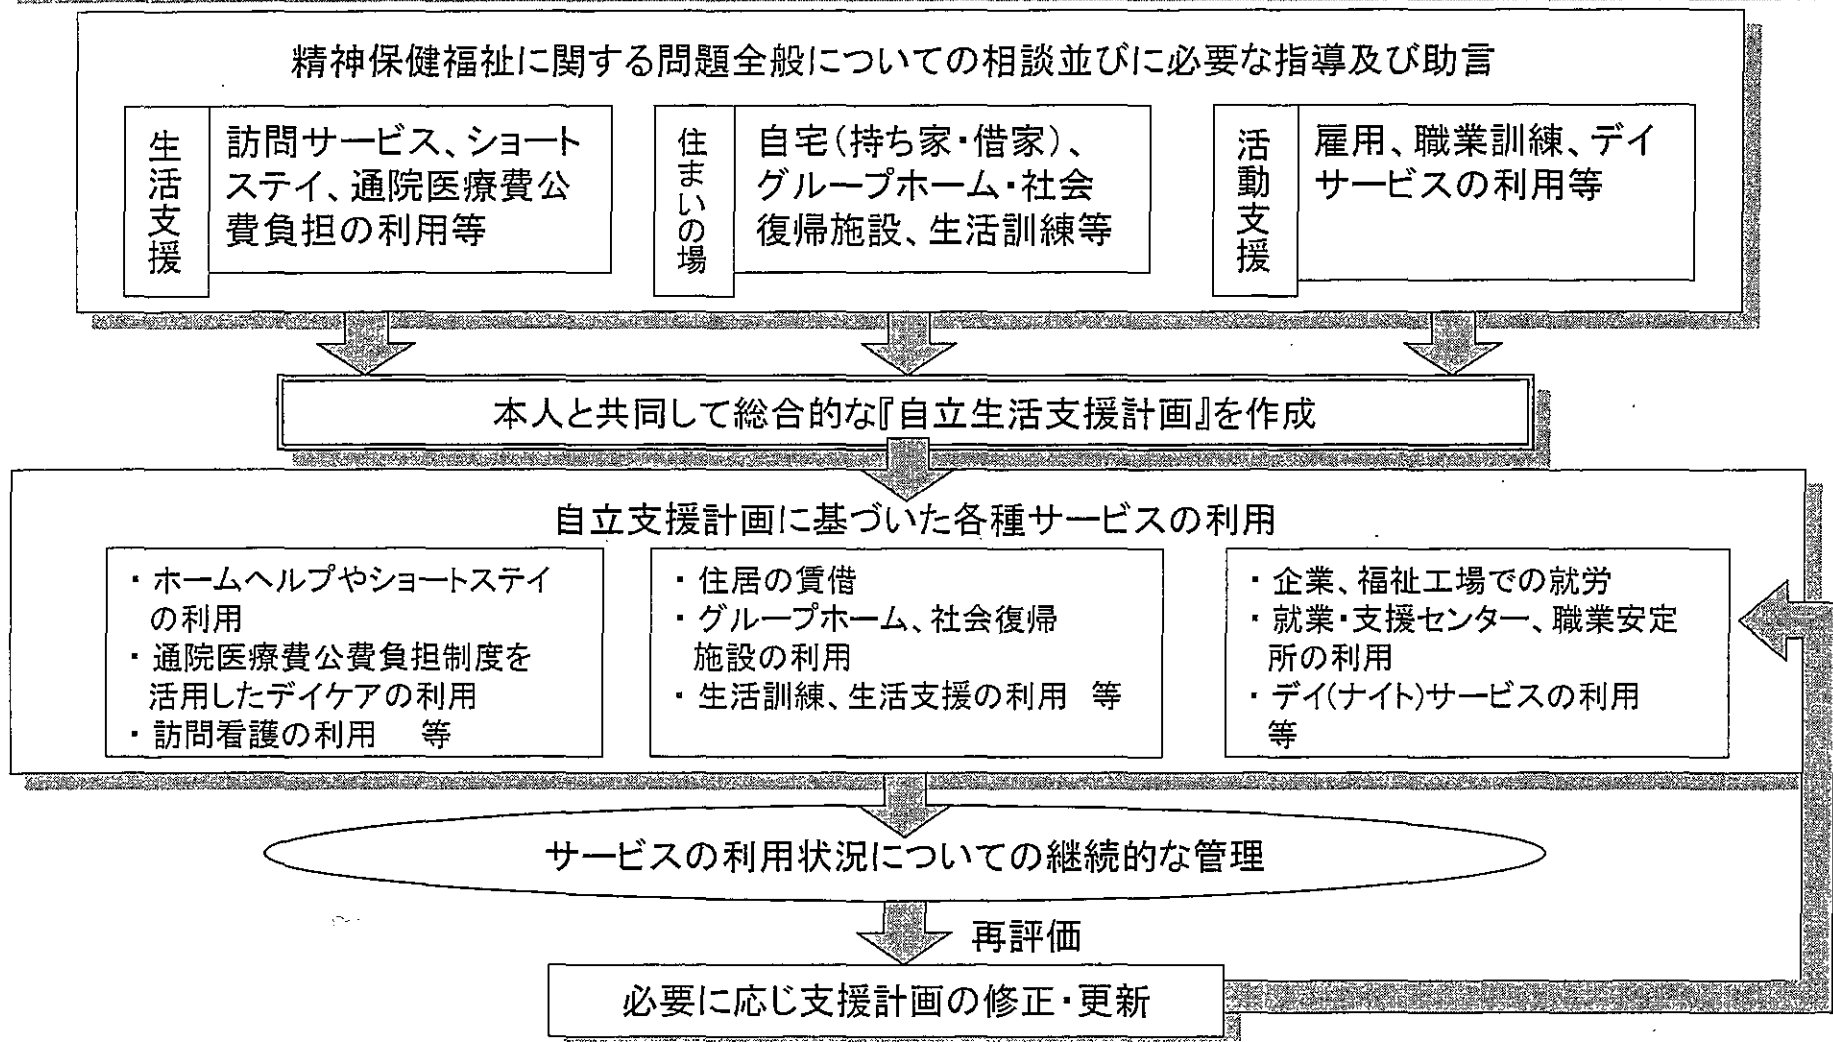 精神保健福祉に関する問題全般についての相談並びに必要な指導及び助言
生活支援
訪問サービス、ショート
ステイ、通院医療費公
費負担の利用等
住まいの場
自宅(持ち家・借家)、
グループホーム・社会
復帰施設、生活訓練等
活動支援
雇用、職業訓練、デイ
サービスの利用等
本人と共同して総合的な『自立生活支援計画』を作成
自立支援計画に基づいた各種サービスの利用
・ホームヘルプやショートステイ
の利用
・通院医療費公費負担制度を
活用したデイケアの利用
・訪問看護の利用 等
・住居の賃借
・グループホーム、社会復帰
施設の利用
・生活訓練、生活支援の利用 等
・企業、福祉工場での就労
・就業・支援センター、職業安定
所の利用
・デイ(ナイト)サービスの利用
等
サービスの利用状況についての継続的な管理
再評価
必要に応じ支援計画の修正・更新